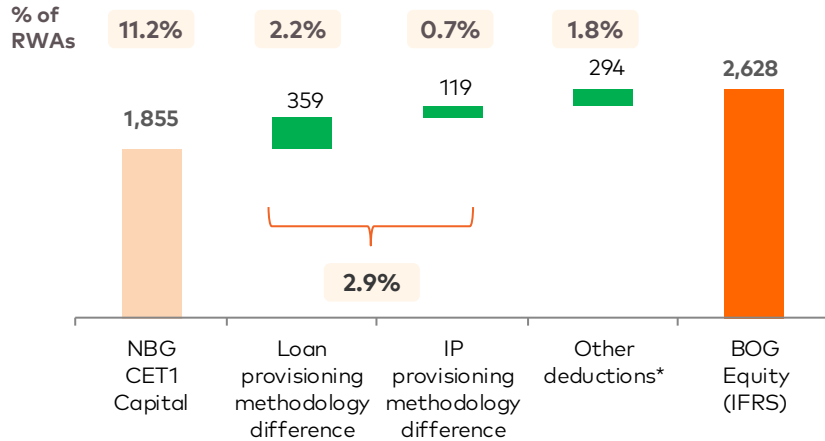 % of
RWAs
11.2%
2.2%
0.7%
1.8%
1,855
359
119
294
2,628
2.9%
NBG
CET1
Capital
Loan
provisioning
methodology
difference
IP
provisioning
methodology
difference
Other
deductions*
BOG
Equity
(IFRS)